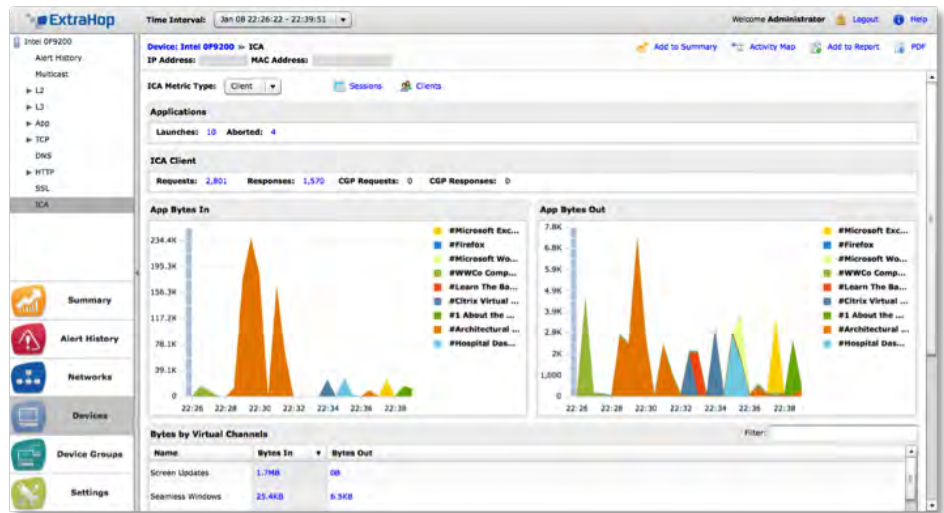 ExtraHop
Time Interval: Jan 08 22:26:22 - 22:39:51
Welcome Administrator Logout Help
Intel 0F9200
Alert History
Multicast
L2
L3
App
TCP
DNS
HTTP
SSL
ICA
Summary
Alert History
Networks
Devices
Device Groups
Settings
Device: Intel 0F9200 » ICA
IP Address: MAC Address:
Add to Summary Activity Map Add to Report PDF
ICA Metric Type: Client Sessions Clients
Applications
Launches: 10 Aborted: 4
ICA Client
Requests: 2,801 Responses: 1,570 CGP Requests: 0 CGP Responses: 0
App Bytes In
234.4K
195.3K
156.3K
117.2K
78.1K
39.1K
0
22:26 22:28 22:30 22:32 22:34 22:36 22:38
#Microsoft Exc...
#Firefox
#Microsoft Wo...
#WWCo Comp...
#Learn The Ba...
#Citrix Virtual ...
#1 About the ...
#Architectural ...
#Hospital Das...
App Bytes Out
7.8K
6.8K
5.9K
4.9K
3.9K
2.8K
2K
1,000
0
22:26 22:28 22:30 22:32 22:34 22:36 22:38
#Microsoft Exc...
#Firefox
#Microsoft Wo...
#WWCo Comp...
#Learn The Ba...
#Citrix Virtual ...
#1 About the ...
#Architectural ...
#Hospital Das...
Bytes by Virtual Channels Filter:
Name Bytes In Bytes Out
Screen Updates 1.7MB 0B
Seamless Windows 25.4KB 6.5KB